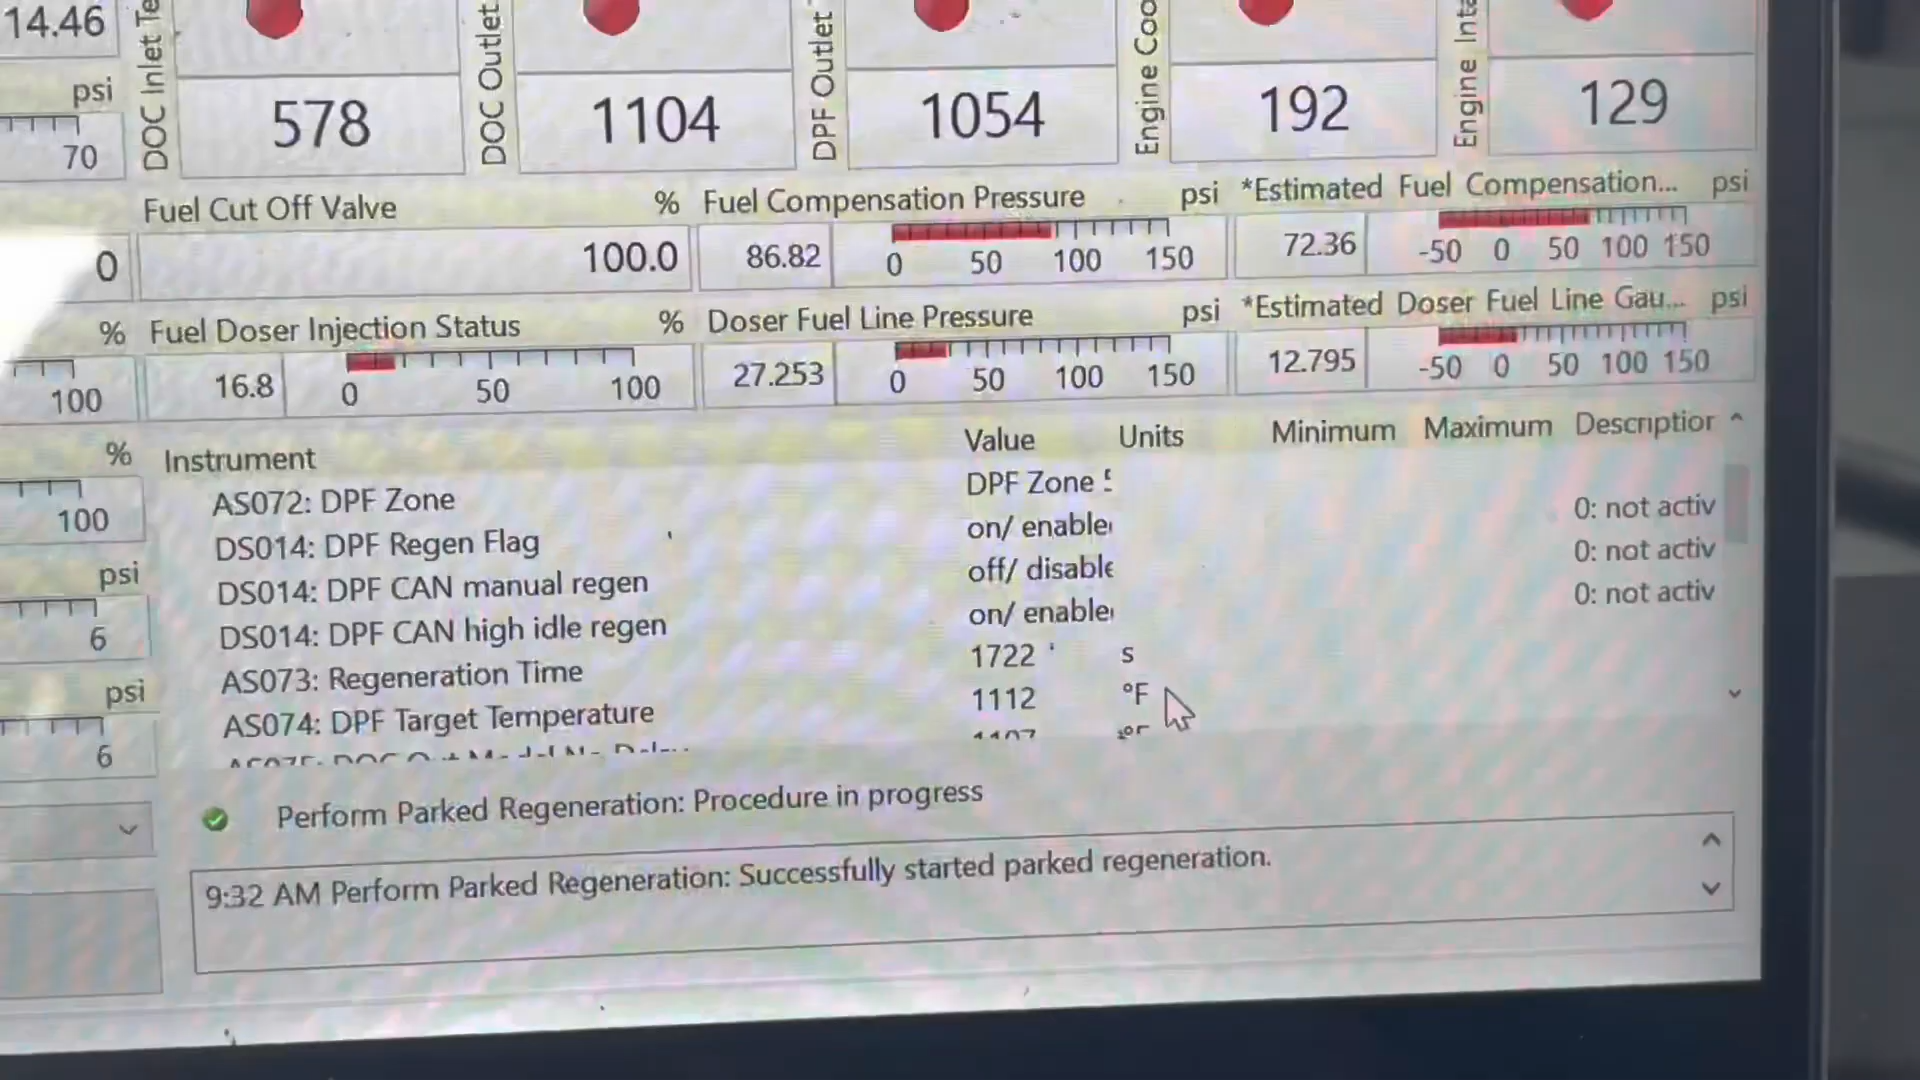 14.46
DOC Inlet Te
578
DOC Outlet
1104
DPF Outlet
1054
Engine Coo
192
Engine Inta
129
psi
70
Fuel Cut Off Valve %
100.0
Fuel Compensation Pressure psi
86.82 0 50 100 150
*Estimated Fuel Compensation... psi
72.36 -50 0 50 100 150
0
%
100
Fuel Doser Injection Status %
16.8 0 50 100
Doser Fuel Line Pressure psi
27.253 0 50 100 150
*Estimated Doser Fuel Line Gau... psi
12.795 -50 0 50 100 150
%
100
psi
6
psi
6
Instrument Value Units Minimum Maximum Description
AS072: DPF Zone DPF Zone
DS014: DPF Regen Flag on/ enable 0: not activ
DS014: DPF CAN manual regen off/ disable 0: not activ
DS014: DPF CAN high idle regen on/ enable 0: not activ
AS073: Regeneration Time 1722 s
AS074: DPF Target Temperature 1112 °F
Perform Parked Regeneration: Procedure in progress
9:32 AM Perform Parked Regeneration: Successfully started parked regeneration.